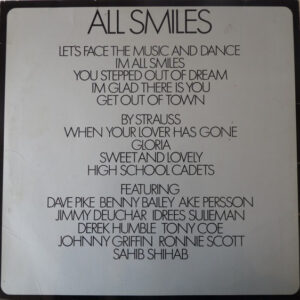 ALL SMILES
LET'S FACE THE MUSIC AND DANCE
I'M ALL SMILES
YOU STEPPED OUT OF DREAM
I'M GLAD THERE IS YOU
GET OUT OF TOWN
BY STRAUSS
WHEN YOUR LOVER HAS GONE
GLORIA
SWEET AND LOVELY
HIGH SCHOOL CADETS
FEATURING
DAVE PIKE BENNY BAILEY AKE PERSSON
JIMMY DEUCHAR IDREES SULIEMAN
DEREK HUMBLE TONY COE
JOHNNY GRIFFIN RONNIE SCOTT
SAHIB SHIHAB